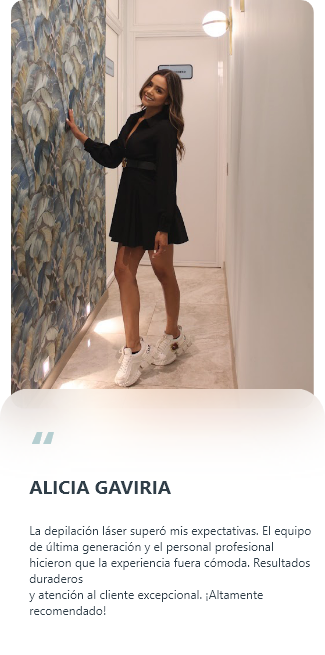 "
ALICIA GAVIRIA
La depilación láser superó mis expectativas. El equipo
de última generación y el personal profesional
hicieron que la experiencia fuera cómoda. Resultados
duraderos
y atención al cliente excepcional. ¡Altamente
recomendado!